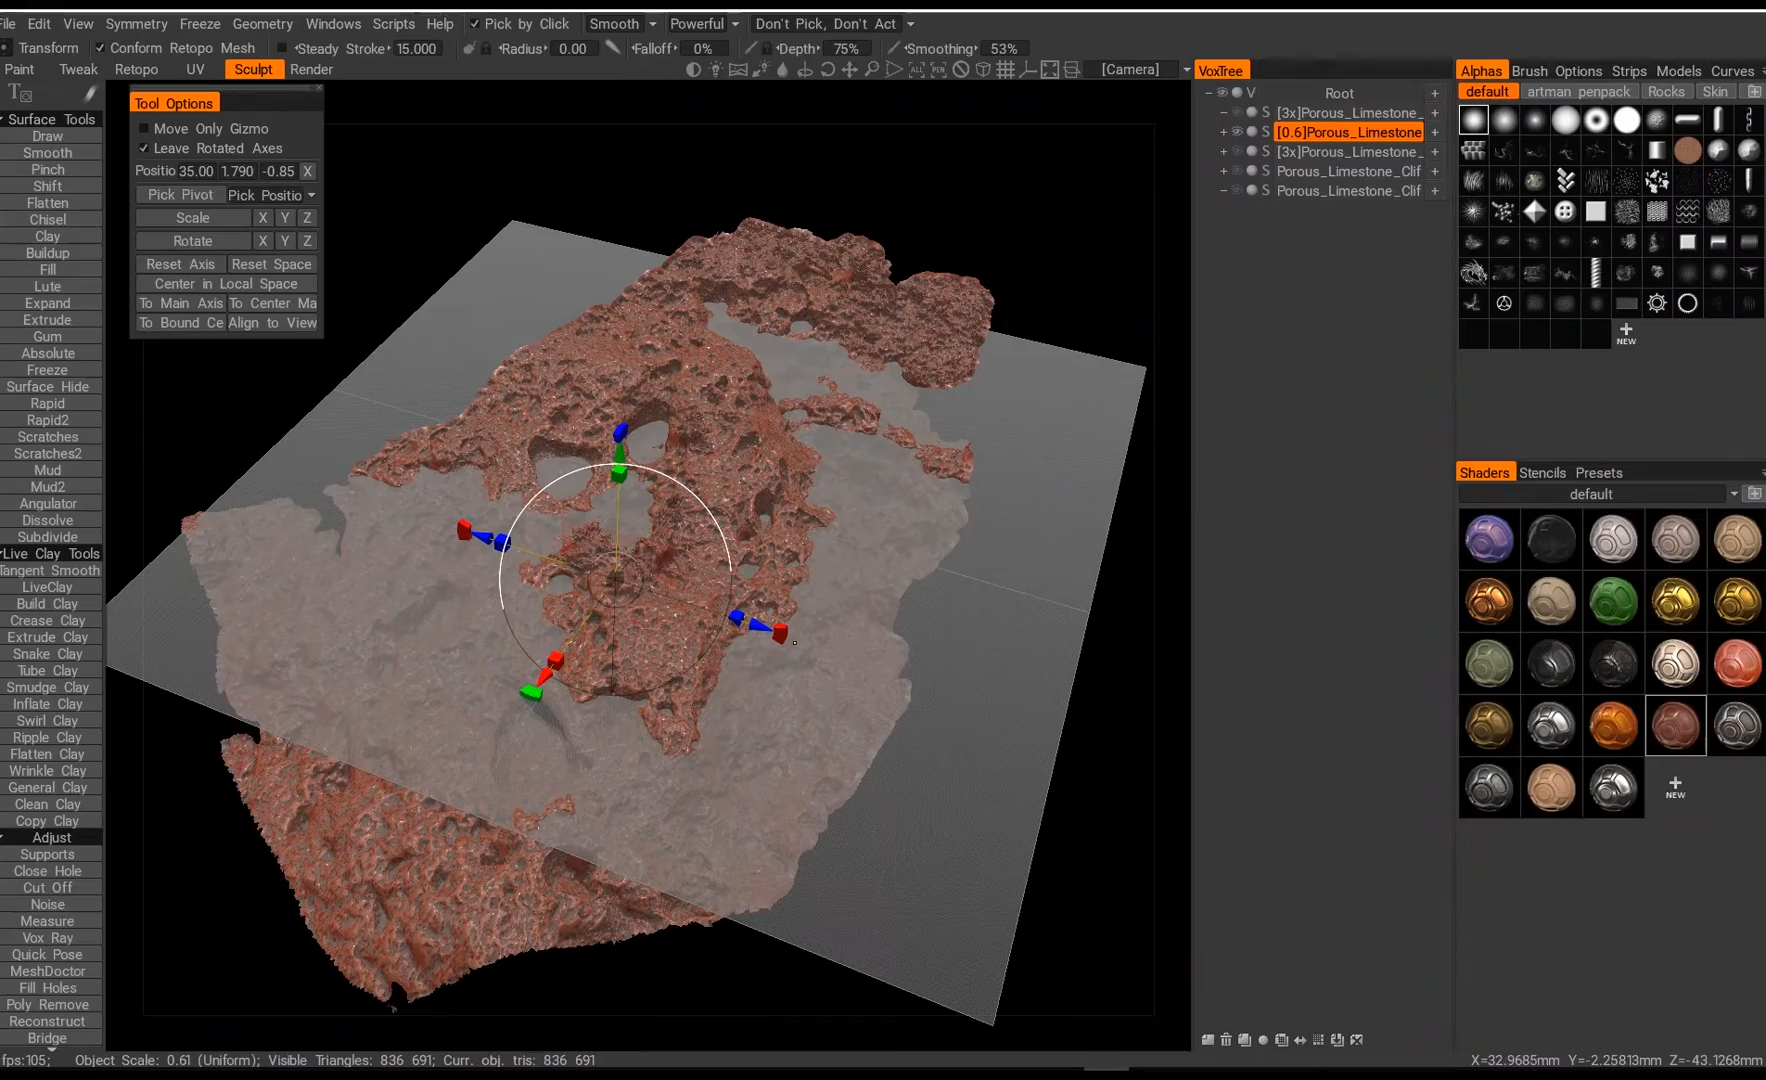 File Edit View Symmetry Freeze Geometry Windows Scripts Help Pick by Click Smooth Powerful Don't Pick, Don't Act
Transform Conform Retopo Mesh Steady Stroke 15.000 Radius 0.00 Falloff 0% Depth 75% Smoothing 53%
Paint Tweak Retopo UV Sculpt Render ALL PEN [Camera] VoxTree Alphas Brush Options Strips Models Curves
Tool Options
Move Only Gizmo
Leave Rotated Axes
Positio 35.00 1.790 -0.85 X
Pick Pivot Pick Positio
Scale X Y Z
Rotate X Y Z
Reset Axis Reset Space
Center in Local Space
To Main Axis To Center Ma
To Bound Ce Align to View
Surface Tools
Draw
Smooth
Pinch
Shift
Flatten
Chisel
Clay
Buildup
Fill
Lute
Expand
Extrude
Gum
Absolute
Freeze
Surface Hide
Rapid
Rapid2
Scratches
Scratches2
Mud
Mud2
Angulator
Dissolve
Subdivide
Live Clay Tools
Tangent Smooth
LiveClay
Build Clay
Crease Clay
Extrude Clay
Snake Clay
Tube Clay
Smudge Clay
Inflate Clay
Swirl Clay
Ripple Clay
Flatten Clay
Wrinkle Clay
General Clay
Clean Clay
Copy Clay
Adjust
Supports
Close Hole
Cut Off
Noise
Measure
Vox Ray
Quick Pose
MeshDoctor
Fill Holes
Poly Remove
Reconstruct
Bridge
V Root +
S [3x]Porous_Limestone_ +
+ S [0.6]Porous_Limestone +
+ S [3x]Porous_Limestone_ +
+ S Porous_Limestone_Clif +
S Porous_Limestone_Clif +
default artman penpack Rocks Skin
NEW
Shaders Stencils Presets
default
NEW
fps:105; Object Scale: 0.61 (Uniform); Visible Triangles: 836 691; Curr. obj. tris: 836 691
X=32.9685mm Y=-2.25813mm Z=-43.1268mm